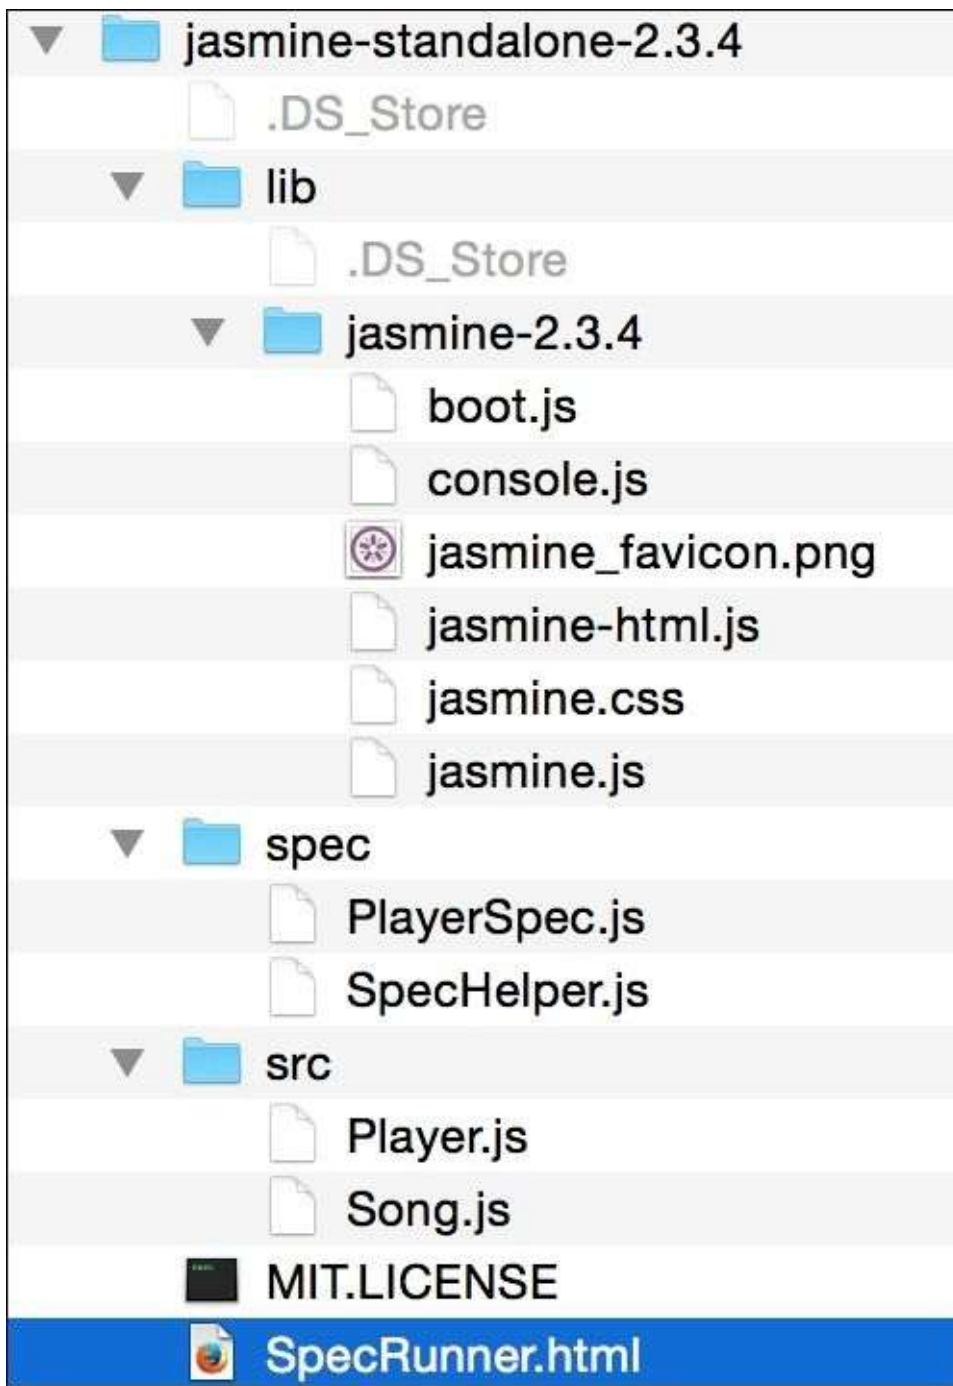 jasmine-standalone-2.3.4
.DS_Store
lib
.DS_Store
jasmine-2.3.4
boot.js
console.js
jasmine_favicon.png
jasmine-html.js
jasmine.css
jasmine.js
spec
PlayerSpec.js
SpecHelper.js
src
Player.js
Song.js
MIT.LICENSE
SpecRunner.html